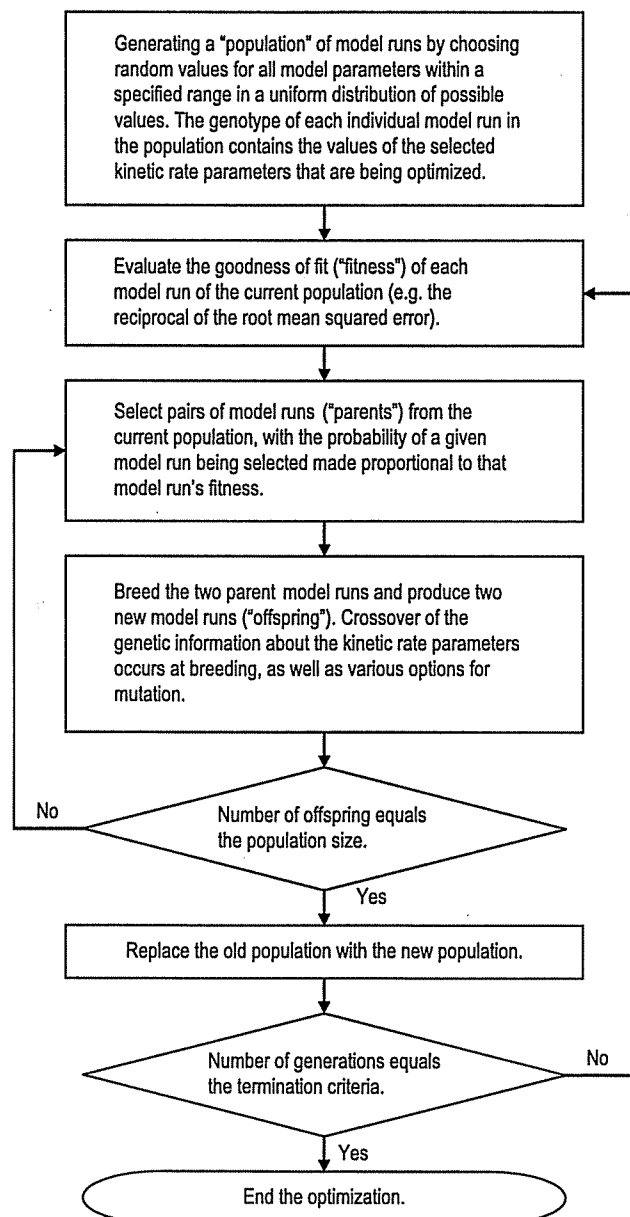 Generating a "population" of model runs by choosing
random values for all model parameters within a
specified range in a uniform distribution of possible
values. The genotype of each individual model run in
the population contains the values of the selected
kinetic rate parameters that are being optimized.
Evaluate the goodness of fit ("fitness") of each
model run of the current population (e.g. the
reciprocal of the root mean squared error).
Select pairs of model runs ("parents") from the
current population, with the probability of a given
model run being selected made proportional to that
model run's fitness.
Breed the two parent model runs and produce two
new model runs ("offspring"). Crossover of the
genetic information about the kinetic rate parameters
occurs at breeding, as well as various options for
mutation.
No
Number of offspring equals
the population size.
Yes
Replace the old population with the new population.
Number of generations equals
the termination criteria.
No
Yes
End the optimization.